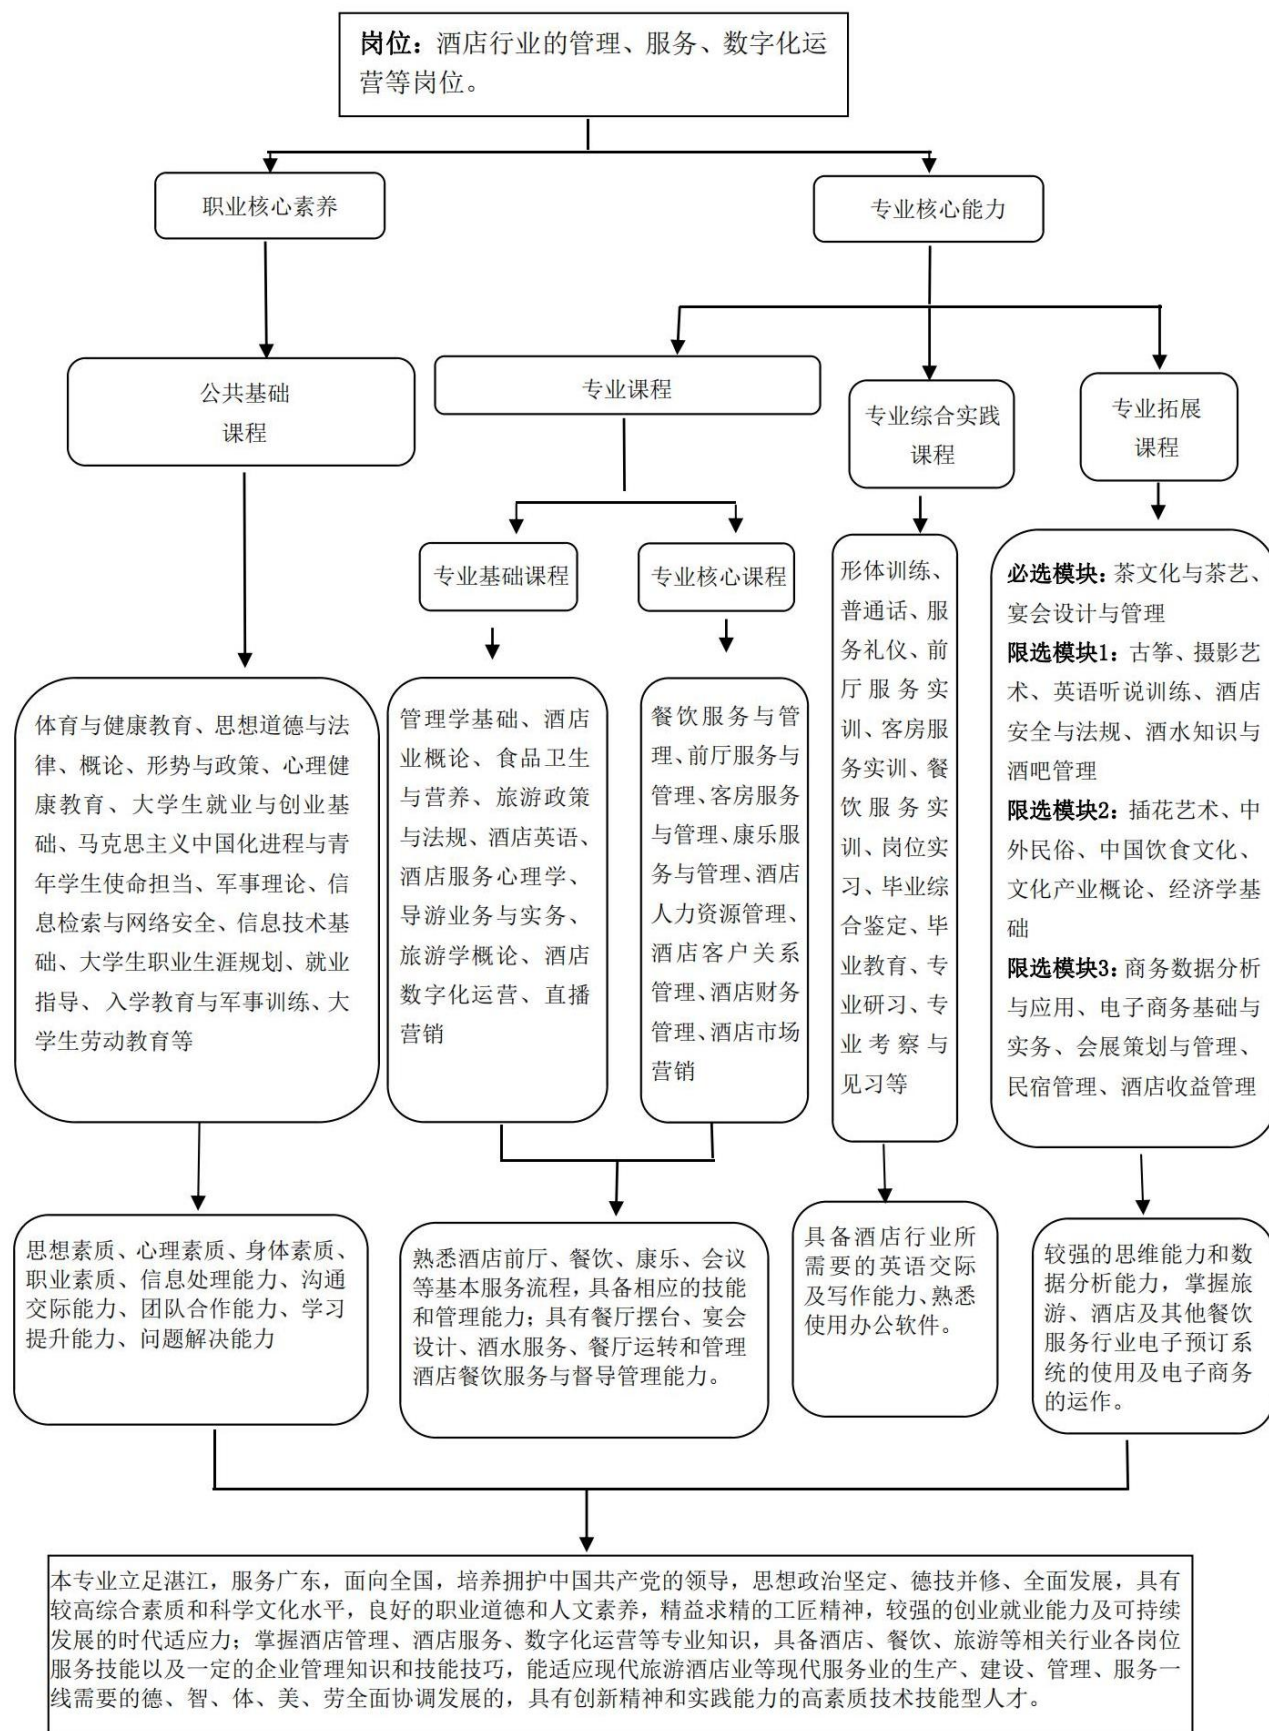 岗位：酒店行业的管理、服务、数字化运
营等岗位。
职业核心素养
专业核心能力
公共基础
课程
专业课程
专业综合实践
课程
专业拓展
课程
专业基础课程
专业核心课程
体育与健康教育、思想道德与法
律、概论、形势与政策、心理健
康教育、大学生就业与创业基
础、马克思主义中国化进程与青
年学生使命担当、军事理论、信
息检索与网络安全、信息技术基
础、大学生职业生涯规划、就业
指导、入学教育与军事训练、大
学生劳动教育等
管理学基础、酒店
业概论、食品卫生
与营养、旅游政策
与法规、酒店英语、
酒店服务心理学、
导游业务与实务、
旅游学概论、酒店
数字化运营、直播
营销
餐饮服务与管
理、前厅服务与
管理、客房服务
与管理、康乐服
务与管理、酒店
人力资源管理、
酒店客户关系
管理、酒店财务
管理、酒店市场
营销
形体训练、
普通话、服
务礼仪、前
厅服务实
训、客房服
务实训、餐
饮服务实
训、岗位实
习、毕业综
合鉴定、毕
业教育、专
业研习、专
业考察与
见习等
必选模块：茶文化与茶艺、
宴会设计与管理
限选模块1：古筝、摄影艺
术、英语听说训练、酒店
安全与法规、酒水知识与
酒吧管理
限选模块2：插花艺术、中
外民俗、中国饮食文化、
文化产业概论、经济学基
础
限选模块3：商务数据分析
与应用、电子商务基础与
实务、会展策划与管理、
民宿管理、酒店收益管理
思想素质、心理素质、身体素质、
职业素质、信息处理能力、沟通
交际能力、团队合作能力、学习
提升能力、问题解决能力
熟悉酒店前厅、餐饮、康乐、会议
等基本服务流程，具备相应的技能
和管理能力；具有餐厅摆台、宴会
设计、酒水服务、餐厅运转和管理
酒店餐饮服务与督导管理能力。
具备酒店行业所
需要的英语交际
及写作能力、熟悉
使用办公软件。
较强的思维能力和数
据分析能力，掌握旅
游、酒店及其他餐饮
服务行业电子预订系
统的使用及电子商务
的运作。
本专业立足湛江，服务广东，面向全国，培养拥护中国共产党的领导，思想政治坚定、德技并修、全面发展，具有
较高综合素质和科学文化水平，良好的职业道德和人文素养，精益求精的工匠精神，较强的创业就业能力及可持续
发展的时代适应力；掌握酒店管理、酒店服务、数字化运营等专业知识，具备酒店、餐饮、旅游等相关行业各岗位
服务技能以及一定的企业管理知识和技能技巧，能适应现代旅游酒店业等现代服务业的生产、建设、管理、服务一
线需要的德、智、体、美、劳全面协调发展的，具有创新精神和实践能力的高素质技术技能型人才。